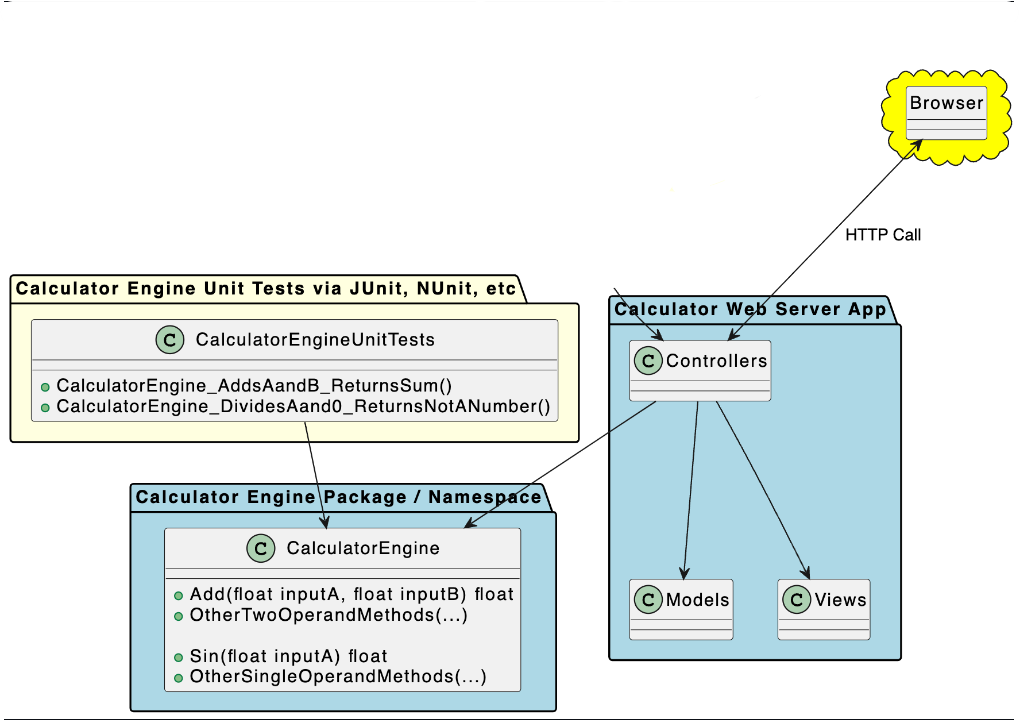 Browser
HTTP Call
Calculator Engine Unit Tests via JUnit, NUnit, etc
C CalculatorEngineUnitTests
CalculatorEngine_AddsAandB_ReturnsSum()
CalculatorEngine_DividesAand0_ReturnsNotANumber()
Calculator Web Server App
C Controllers
Calculator Engine Package / Namespace
C CalculatorEngine
Add(float inputA, float inputB) float
OtherTwoOperandMethods(...)
Sin(float inputA) float
OtherSingleOperandMethods(...)
C Models
C Views